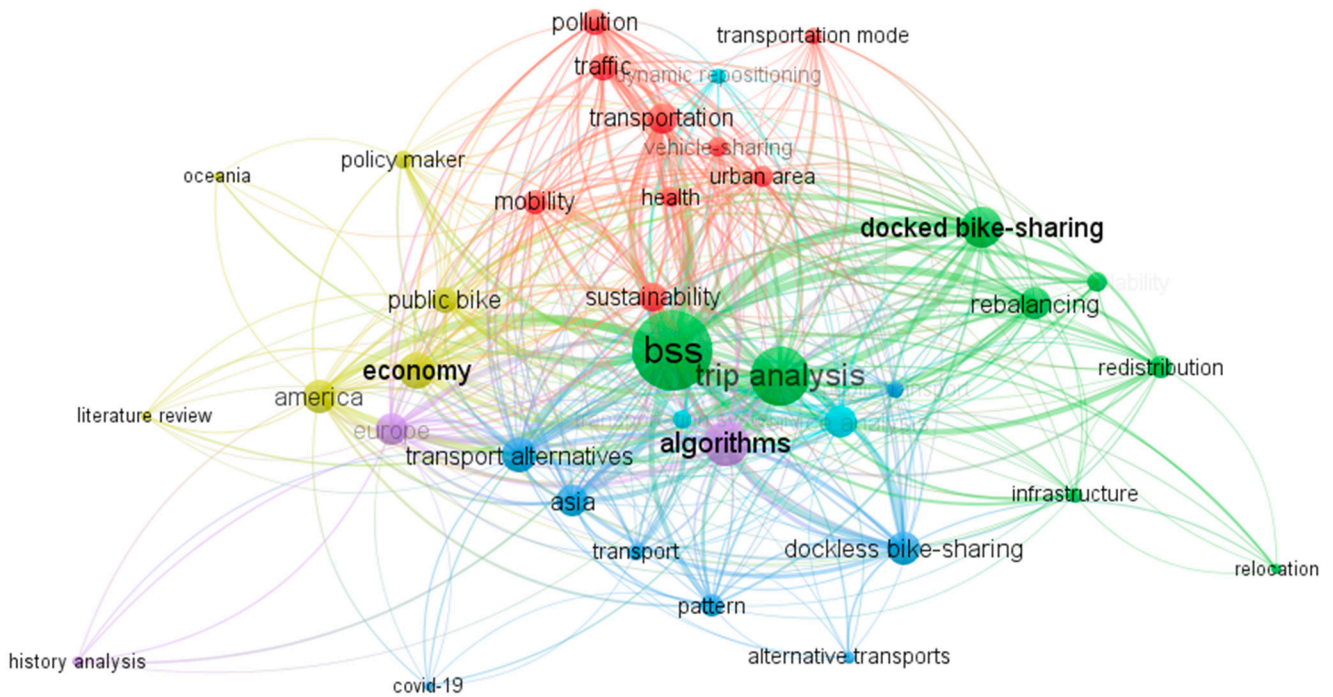 pollution
transportation mode
traffic
dynamic repositioning
transportation
vehicle-sharing
policy maker
urban area
oceania
health
mobility
docked bike-sharing
sustainability
public bike
rebalancing
bss
redistribution
economy
trip analysis
america
literature review
europe
algorithms
transport alternatives
infrastructure
asia
transport
dockless bike-sharing
relocation
pattern
alternative transports
history analysis
covid-19